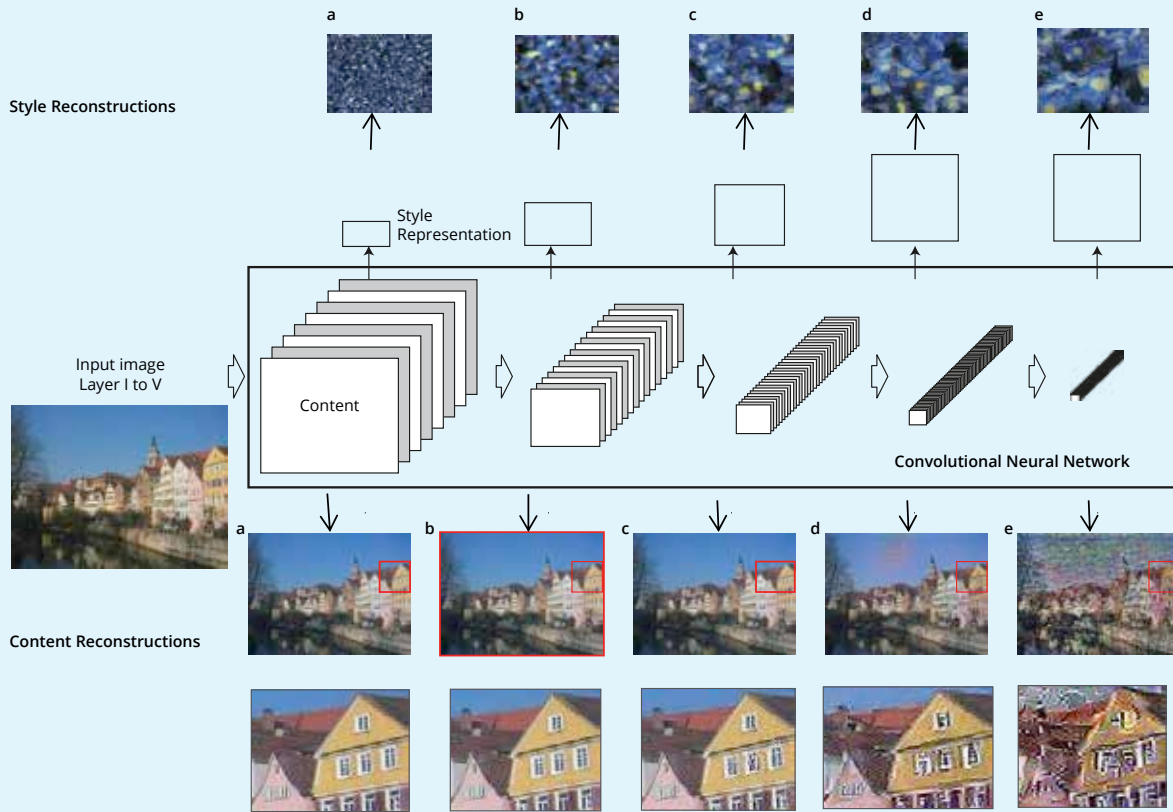 a b c d e
Style Reconstructions
Style
Representation
Input image
Layer I to V
Content
Convolutional Neural Network
a b c d e
Content Reconstructions